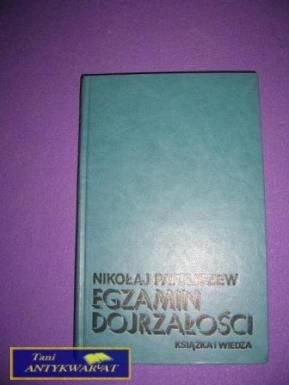 NIKOŁAJ
EGZAMIN
DOJRZAŁOŚCI
KSIĄŻKA I WIEDZA
Tani
ANTYKWARIAT